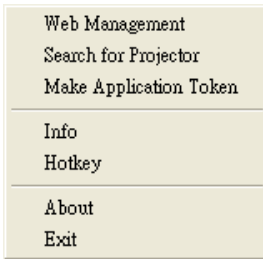 Web Management
Search for Projector
Make Application Token
Info
Hotkey
About
Exit